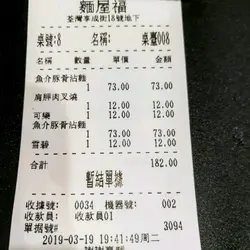 麵屋福
荃灣享成街18號地下
桌號:8 名稱: 桌臺008
名稱 數量 單價 金額
魚介豚骨沾麵
1 73.00 73.00
肩胛肉叉燒
1 12.00 12.00
可樂 1 12.00 12.00
魚介豚骨沾麵
1 73.00 73.00
雪碧 1 12.00 12.00
合計 182.00
暫結單據
收據號: 0034 機器號: 002
收款員: 收款員01
單据號# 3094
2019-03-19 19:41:49周二